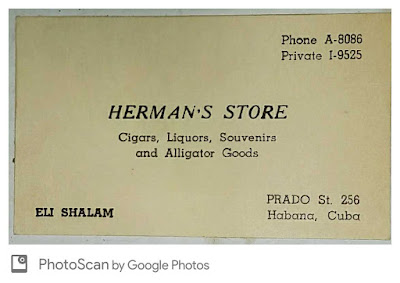 Phone A-8086
Private I-9525
HERMAN'S STORE
Cigars, Liquors, Souvenirs
and Alligator Goods
ELI SHALAM
PRADO St. 256
Habana, Cuba
PhotoScan by Google Photos